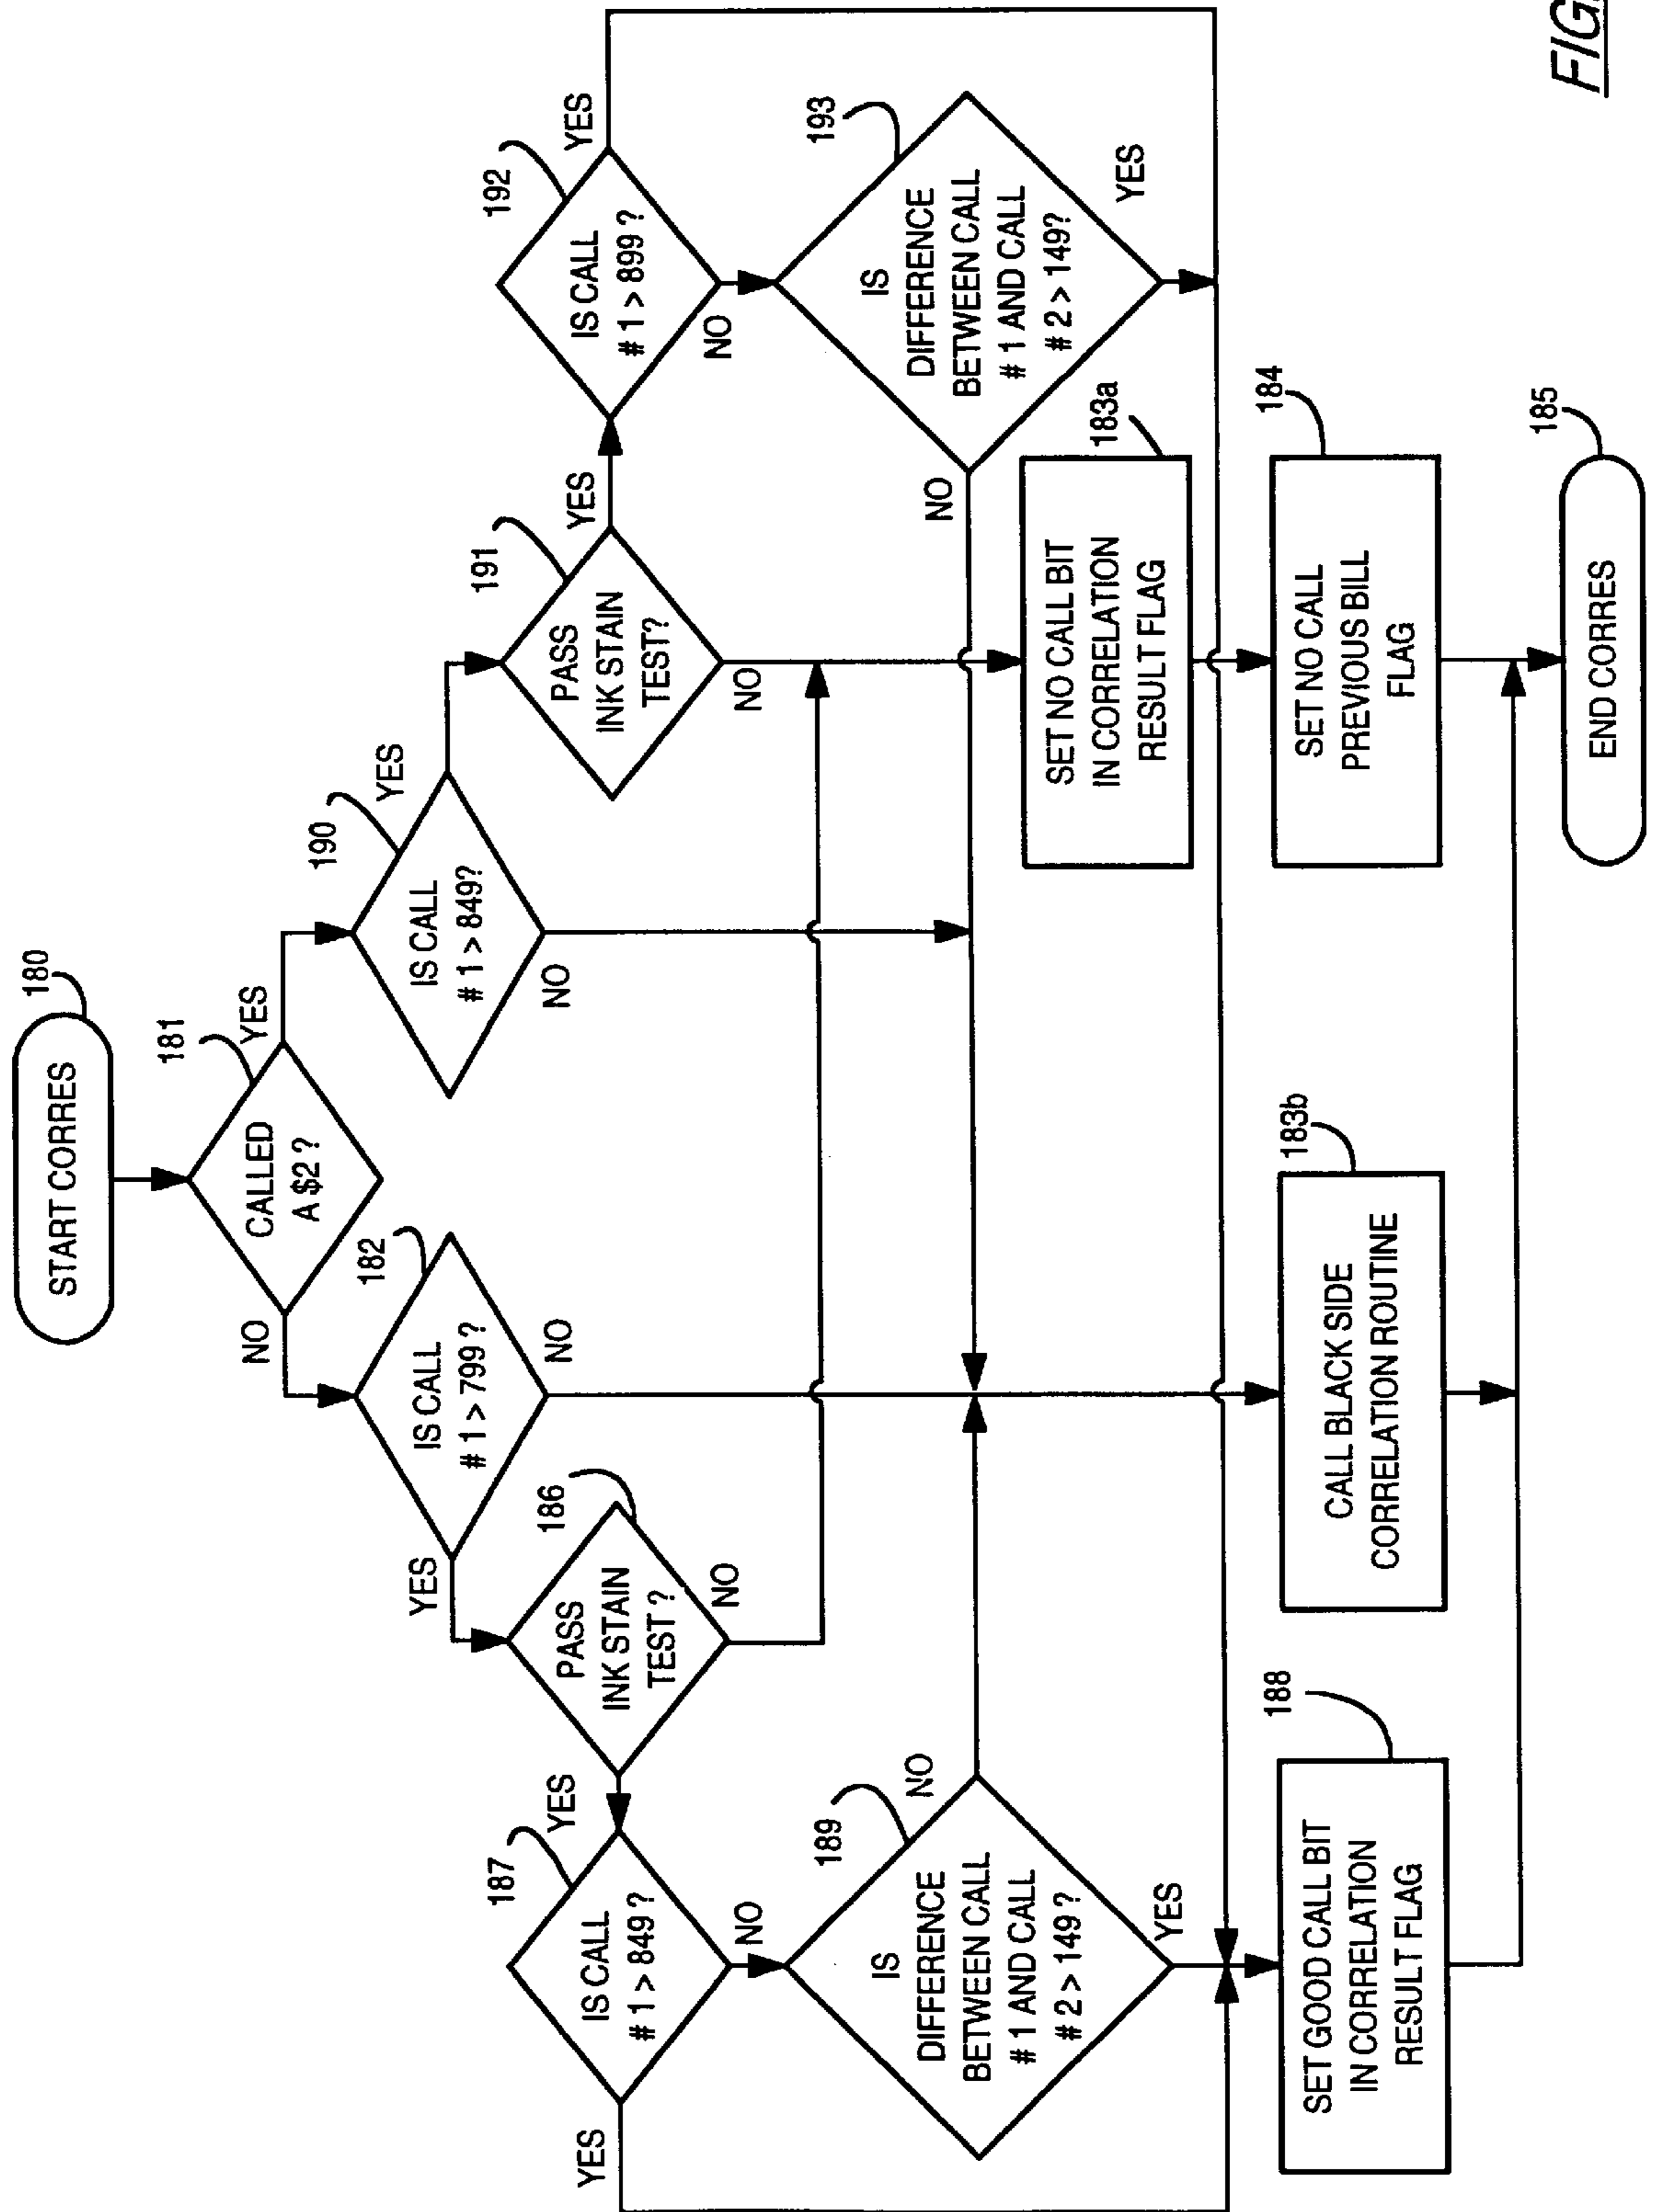 START CORRES
180
CALLED
A $2 ?
181
NO
YES
IS CALL
# 1 > 799 ?
182
YES
NO
IS CALL
# 1 > 849?
190
YES
NO
187
IS CALL
# 1 > 849 ?
YES
NO
PASS
INK STAIN
TEST ?
186
YES
NO
PASS
INK STAIN
TEST?
191
YES
NO
IS CALL
# 1 > 899 ?
192
YES
NO
IS
DIFFERENCE
BETWEEN CALL
# 1 AND CALL
# 2 > 149 ?
189
NO
YES
IS
DIFFERENCE
BETWEEN CALL
# 1 AND CALL
# 2 > 149?
193
NO
YES
SET NO CALL BIT
IN CORRELATION
RESULT FLAG
183a
SET GOOD CALL BIT
IN CORRELATION
RESULT FLAG
188
CALL BLACK SIDE
CORRELATION ROUTINE
183b
SET NO CALL
PREVIOUS BILL
FLAG
184
END CORRES
185
FIG.